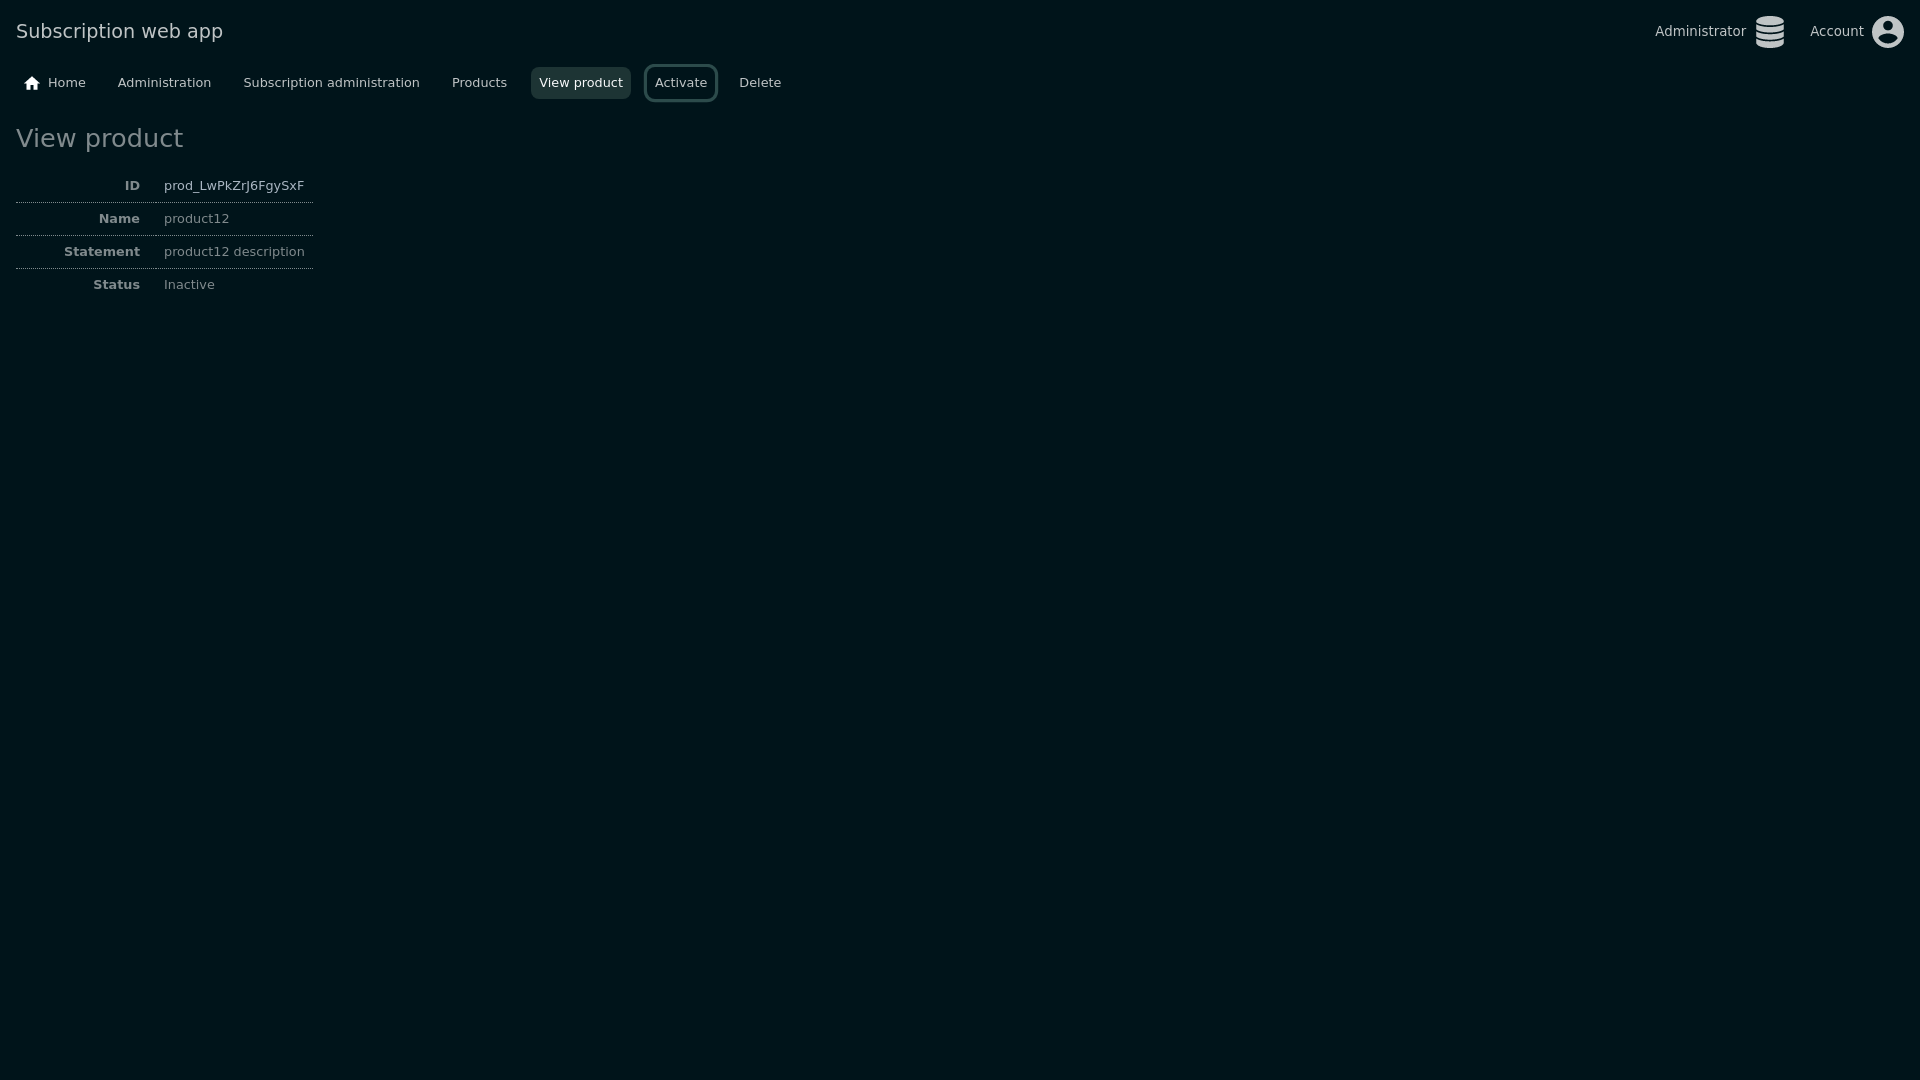 Subscription web app
Administrator
Account
Home
Administration
Subscription administration
Products
View product
Activate
Delete
View product
ID prod_LwPkZrJ6FgySxF
Name product12
Statement product12 description
Status Inactive